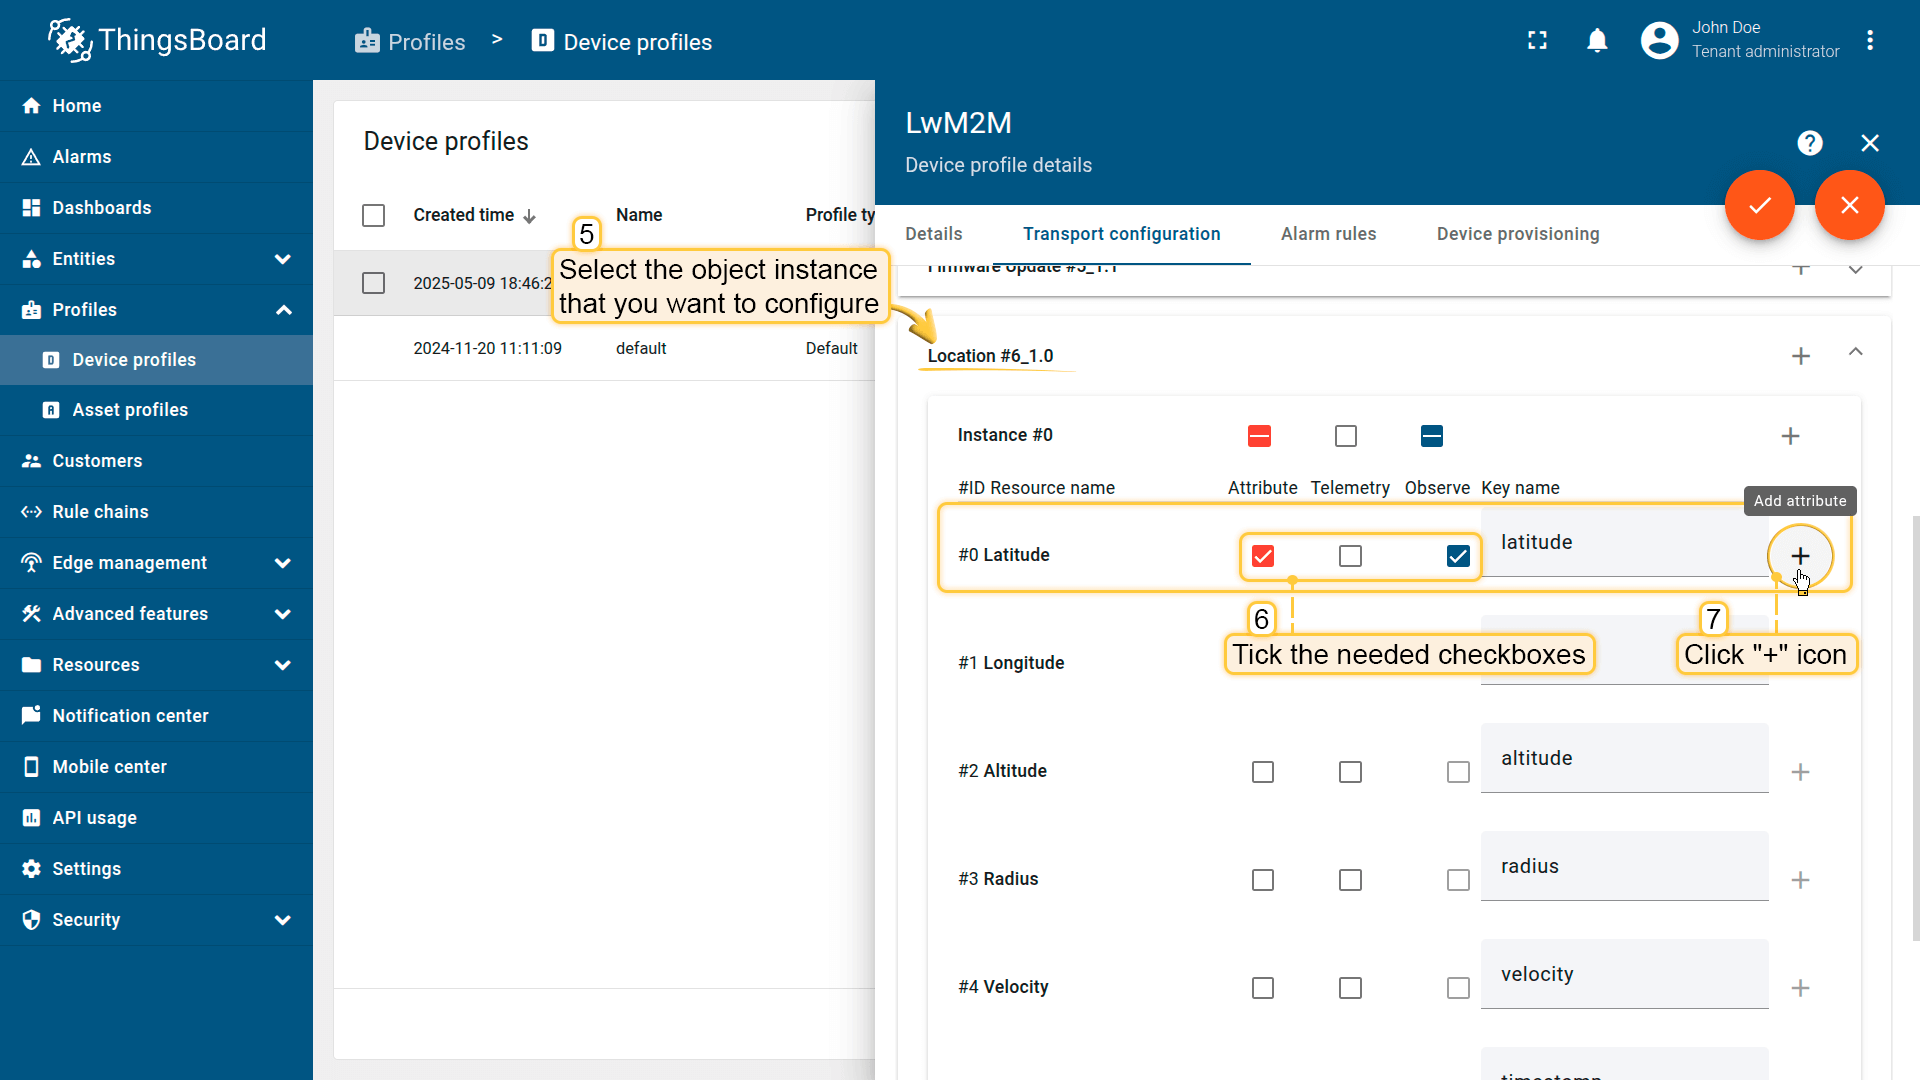 ThingsBoard
Profiles > Device profiles
John Doe
Tenant administrator
Home
Alarms
Dashboards
Entities
Profiles
Device profiles
Asset profiles
Customers
Rule chains
Edge management
Advanced features
Resources
Notification center
Mobile center
API usage
Settings
Security
Device profiles
Created time Name Profile ty
2025-05-09 18:46:2
2024-11-20 11:11:09 default Default
5
Select the object instance
that you want to configure
LwM2M
Device profile details
Details Transport configuration Alarm rules Device provisioning
Firmware Update #5_1.1
Location #6_1.0
Instance #0
#ID Resource name Attribute Telemetry Observe Key name
Add attribute
#0 Latitude latitude
6
Tick the needed checkboxes
7
Click "+" icon
#1 Longitude
#2 Altitude altitude
#3 Radius radius
#4 Velocity velocity
timestamp